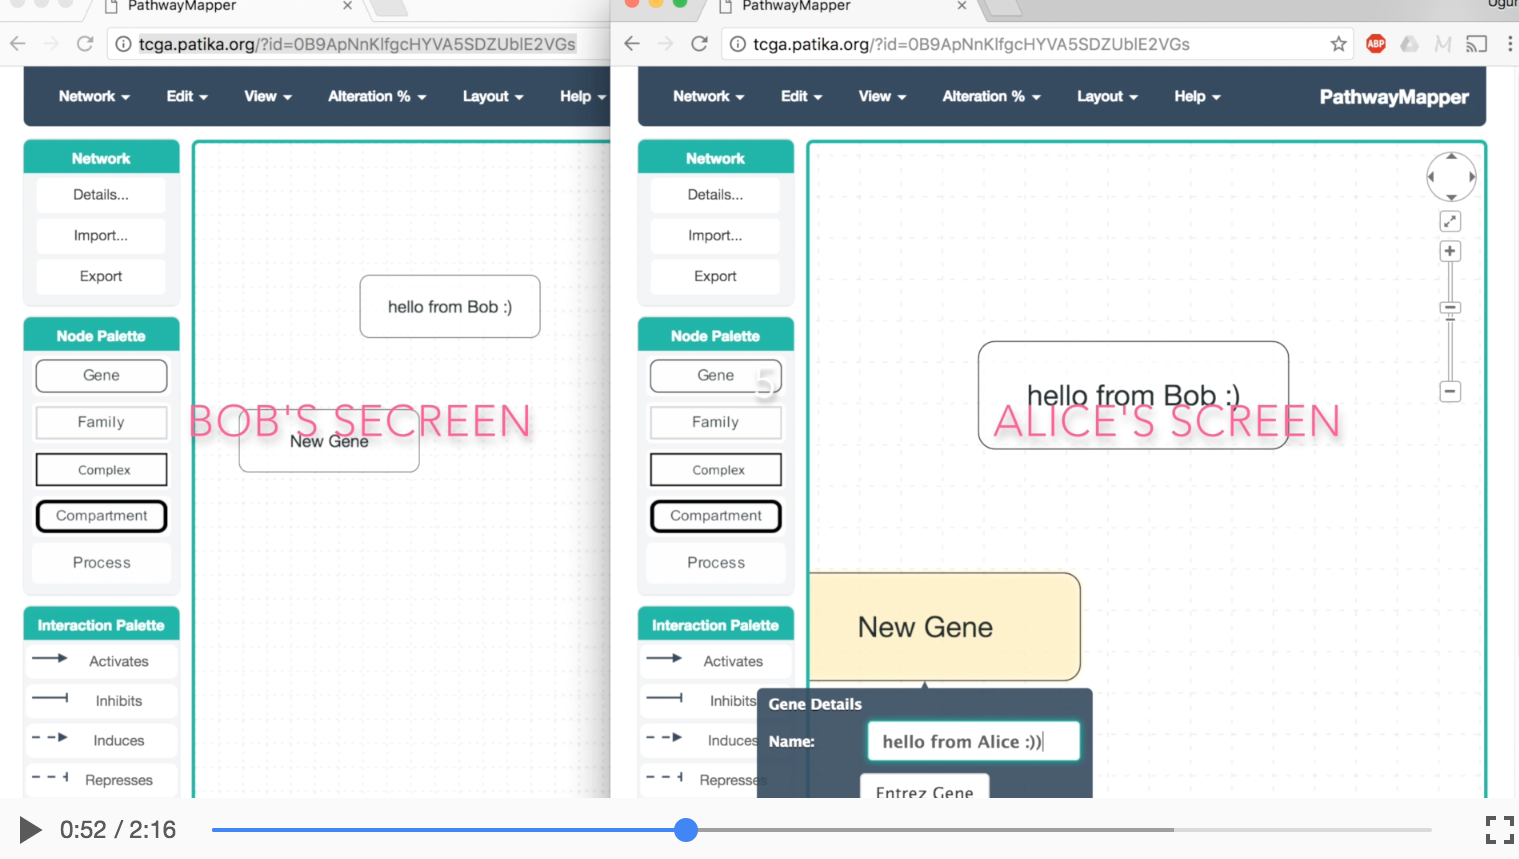 PathwayMapper
tcga.patika.org/?id=0B9ApNnKlfgcHYVA5SDZUblE2VGs
Network Edit View Alteration % Layout Help
Network
Details...
Import...
Export
Node Palette
Gene
Family
Complex
Compartment
Process
Interaction Palette
Activates
Inhibits
Induces
Represses
hello from Bob :)
BOB'S SECREEN
New Gene
PathwayMapper
Ugur
tcga.patika.org/?id=0B9ApNnKlfgcHYVA5SDZUblE2VGs
ABP
Network Edit View Alteration % Layout Help PathwayMapper
Network
Details...
Import...
Export
Node Palette
Gene
5
Family
Complex
Compartment
Process
Interaction Palette
Activates
Inhibits
Induces
Represses
hello from Bob :)
ALICE'S SCREEN
New Gene
Gene Details
Name: hello from Alice :))
Entrez Gene
0:52 / 2:16